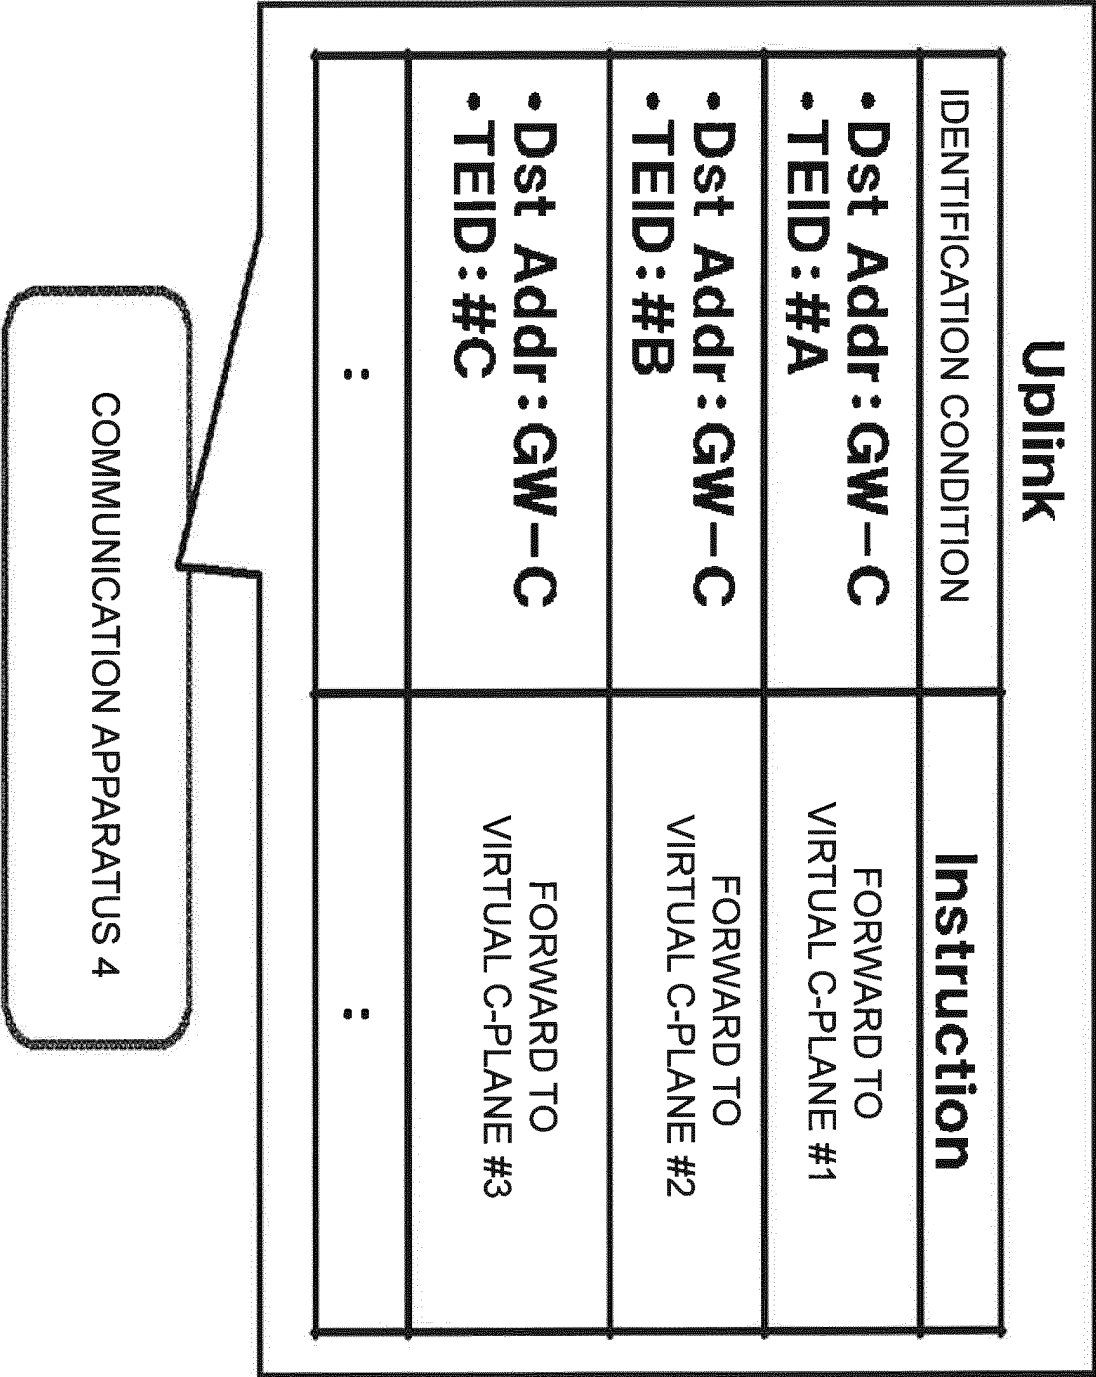 Uplink
IDENTIFICATION CONDITION
Instruction
・Dst Addr:GW-C
・TEID:#A
FORWARD TO
VIRTUAL C-PLANE #1
・Dst Addr:GW-C
・TEID:#B
FORWARD TO
VIRTUAL C-PLANE #2
・Dst Addr:GW-C
・TEID:#C
FORWARD TO
VIRTUAL C-PLANE #3
:
:
COMMUNICATION APPARATUS 4